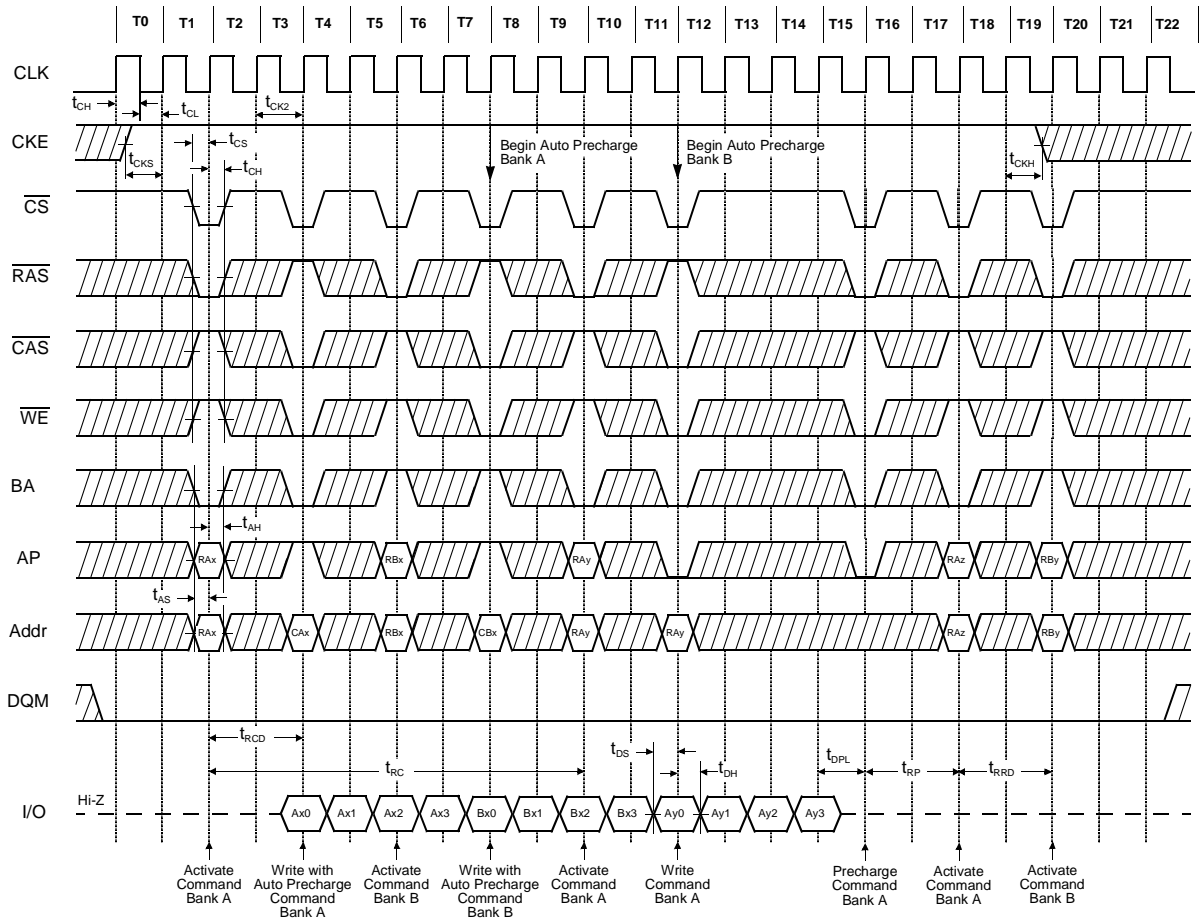 T0 T1 T2 T3 T4 T5 T6 T7 T8 T9 T10 T11 T12 T13 T14 T15 T16 T17 T18 T19 T20 T21 T22
CLK
tCH
tCL
tCK2
CKE
tCKS
tCS
tCH
Begin Auto Precharge
Bank A
Begin Auto Precharge
Bank B
tCKH
CS
RAS
CAS
WE
BA
tAH
AP
RAx RBx RAy RAz RBy
tAS
Addr
RAx CAx RBx CBx RAy RAy RAz RBy
DQM
tRCD
tRC
tDS
tDH
tDPL
tRP
tRRD
I/O
Hi-Z
Ax0 Ax1 Ax2 Ax3 Bx0 Bx1 Bx2 Bx3 Ay0 Ay1 Ay2 Ay3
Activate
Command
Bank A
Write with
Auto Precharge
Command
Bank A
Activate
Command
Bank B
Write with
Auto Precharge
Command
Bank B
Activate
Command
Bank A
Write
Command
Bank A
Precharge
Command
Bank A
Activate
Command
Bank A
Activate
Command
Bank B